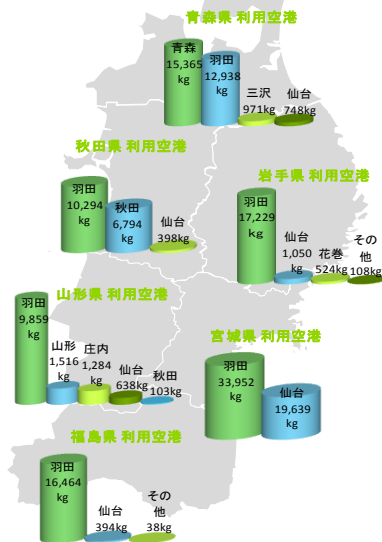 青森県 利用空港
青森
15,365
kg
羽田
12,938
kg
三沢
971kg
仙台
748kg
秋田県 利用空港
羽田
10,294
kg
秋田
6,794
kg
仙台
398kg
岩手県 利用空港
羽田
17,229
kg
仙台
1,050
kg
花巻
524kg
その
他
108kg
山形県 利用空港
羽田
9,859
kg
山形
1,516
kg
庄内
1,284
kg
仙台
638kg
秋田
103kg
宮城県 利用空港
羽田
33,952
kg
仙台
19,639
kg
福島県 利用空港
羽田
16,464
kg
仙台
394kg
その
他
38kg